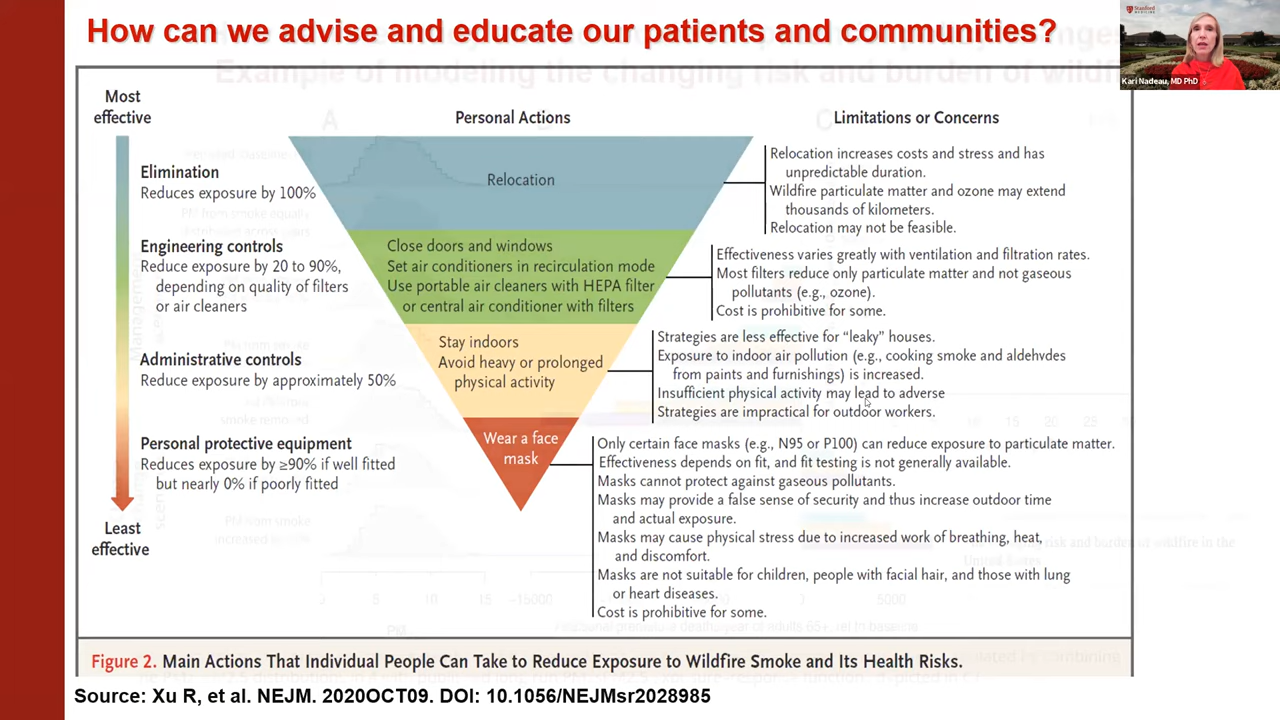 How can we advise and educate our patients and communities?
Stanford
MEDICINE
Kari Nadeau, MD PhD
Example of modeling the changing risk and burden of
Most
effective
Personal Actions
Limitations or Concerns
Elimination
Reduces exposure by 100%
Relocation
Relocation increases costs and stress and has
unpredictable duration.
Wildfire particulate matter and ozone may extend
thousands of kilometers.
Relocation may not be feasible.
Engineering controls
Reduce exposure by 20 to 90%,
depending on quality of filters
or air cleaners
Close doors and windows
Set air conditioners in recirculation mode
Use portable air cleaners with HEPA filter
or central air conditioner with filters
Effectiveness varies greatly with ventilation and filtration rates.
Most filters reduce only particulate matter and not gaseous
pollutants (e.g., ozone).
Cost is prohibitive for some.
Administrative controls
Reduce exposure by approximately 50%
Stay indoors
Avoid heavy or prolonged
physical activity
Strategies are less effective for “leaky” houses.
Exposure to indoor air pollution (e.g., cooking smoke and aldehydes
from paints and furnishings) is increased.
Insufficient physical activity may lead to adverse
Strategies are impractical for outdoor workers.
Personal protective equipment
Reduces exposure by ≥90% if well fitted
but nearly 0% if poorly fitted
Wear a face
mask
Only certain face masks (e.g., N95 or P100) can reduce exposure to particulate matter.
Effectiveness depends on fit, and fit testing is not generally available.
Masks cannot protect against gaseous pollutants.
Masks may provide a false sense of security and thus increase outdoor time
and actual exposure.
Masks may cause physical stress due to increased work of breathing, heat,
and discomfort.
Masks are not suitable for children, people with facial hair, and those with lung
or heart diseases.
Cost is prohibitive for some.
Least
effective
Figure 2. Main Actions That Individual People Can Take to Reduce Exposure to Wildfire Smoke and Its Health Risks.
Source: Xu R, et al. NEJM. 2020OCT09. DOI: 10.1056/NEJMsr2028985